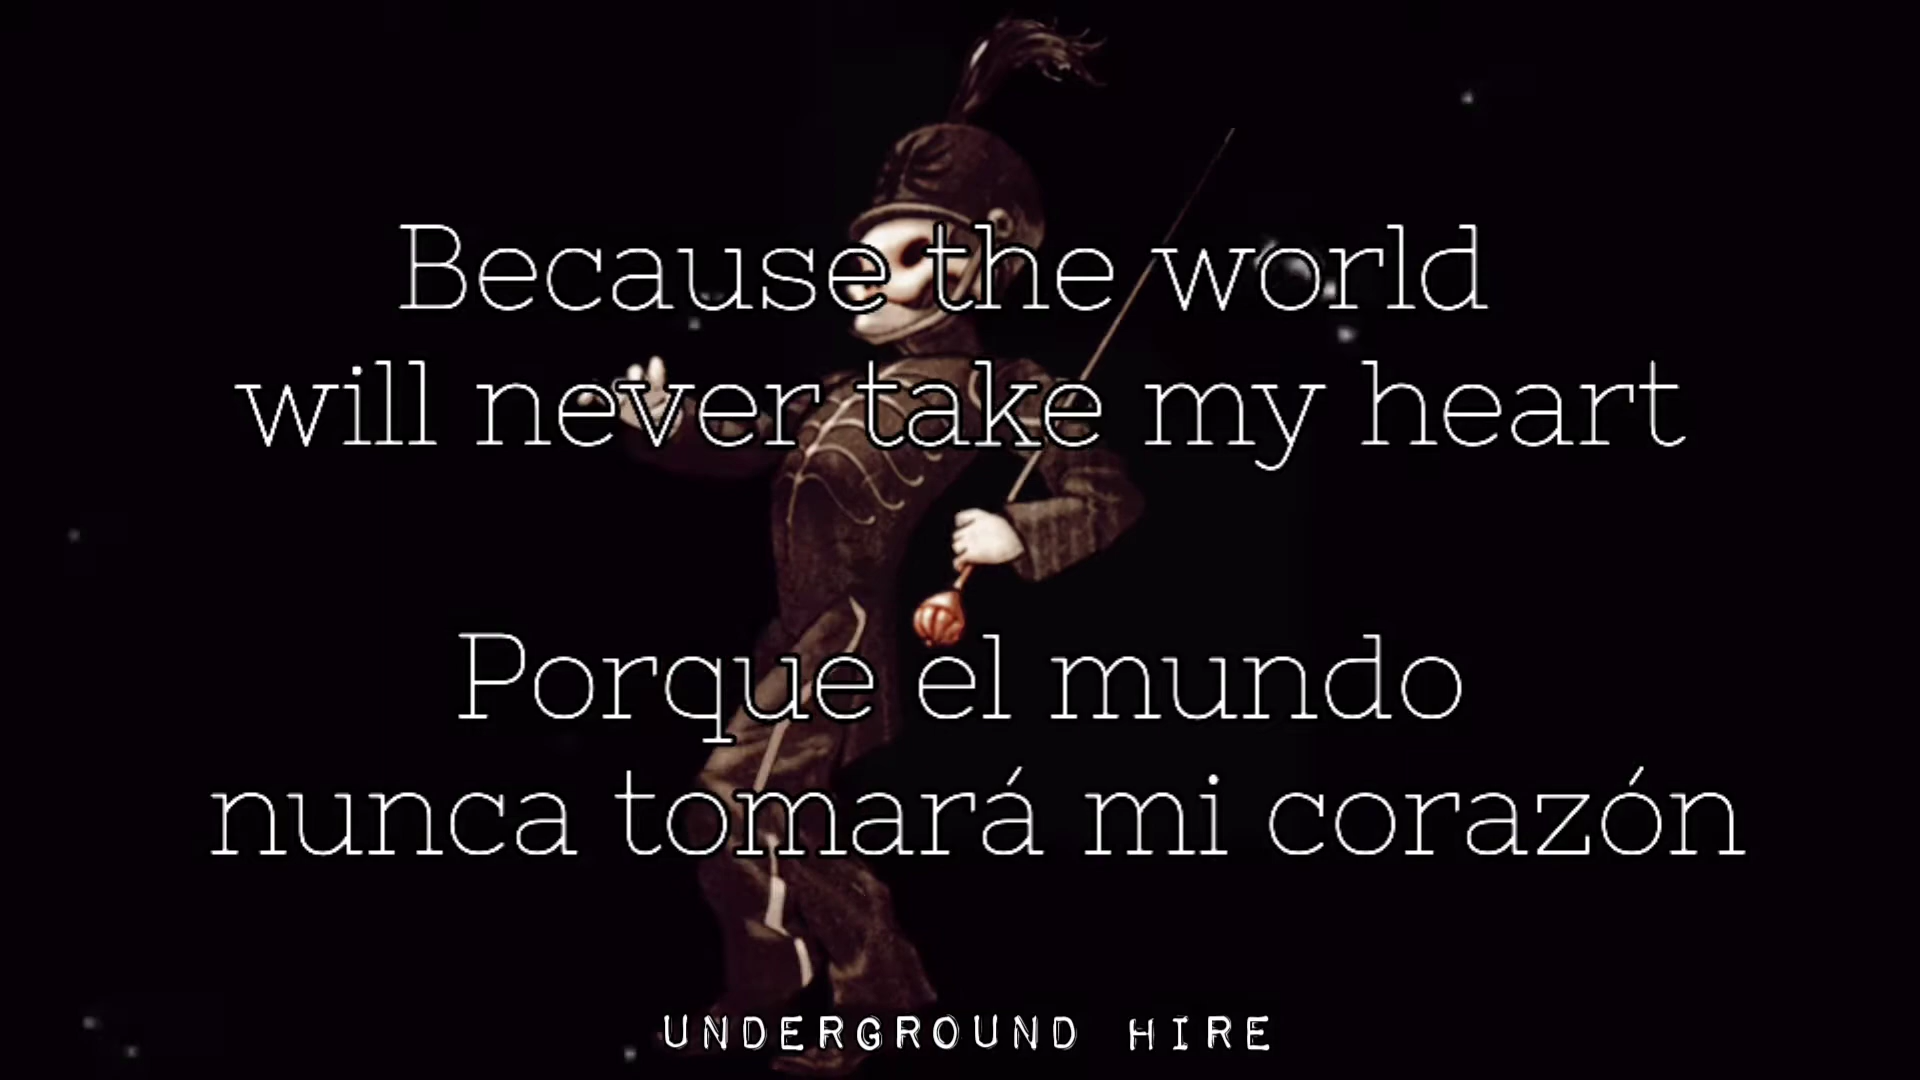 Because the world
will never take my heart
Porque el mundo
nunca tomará mi corazón
UNDERGROUND HIRE